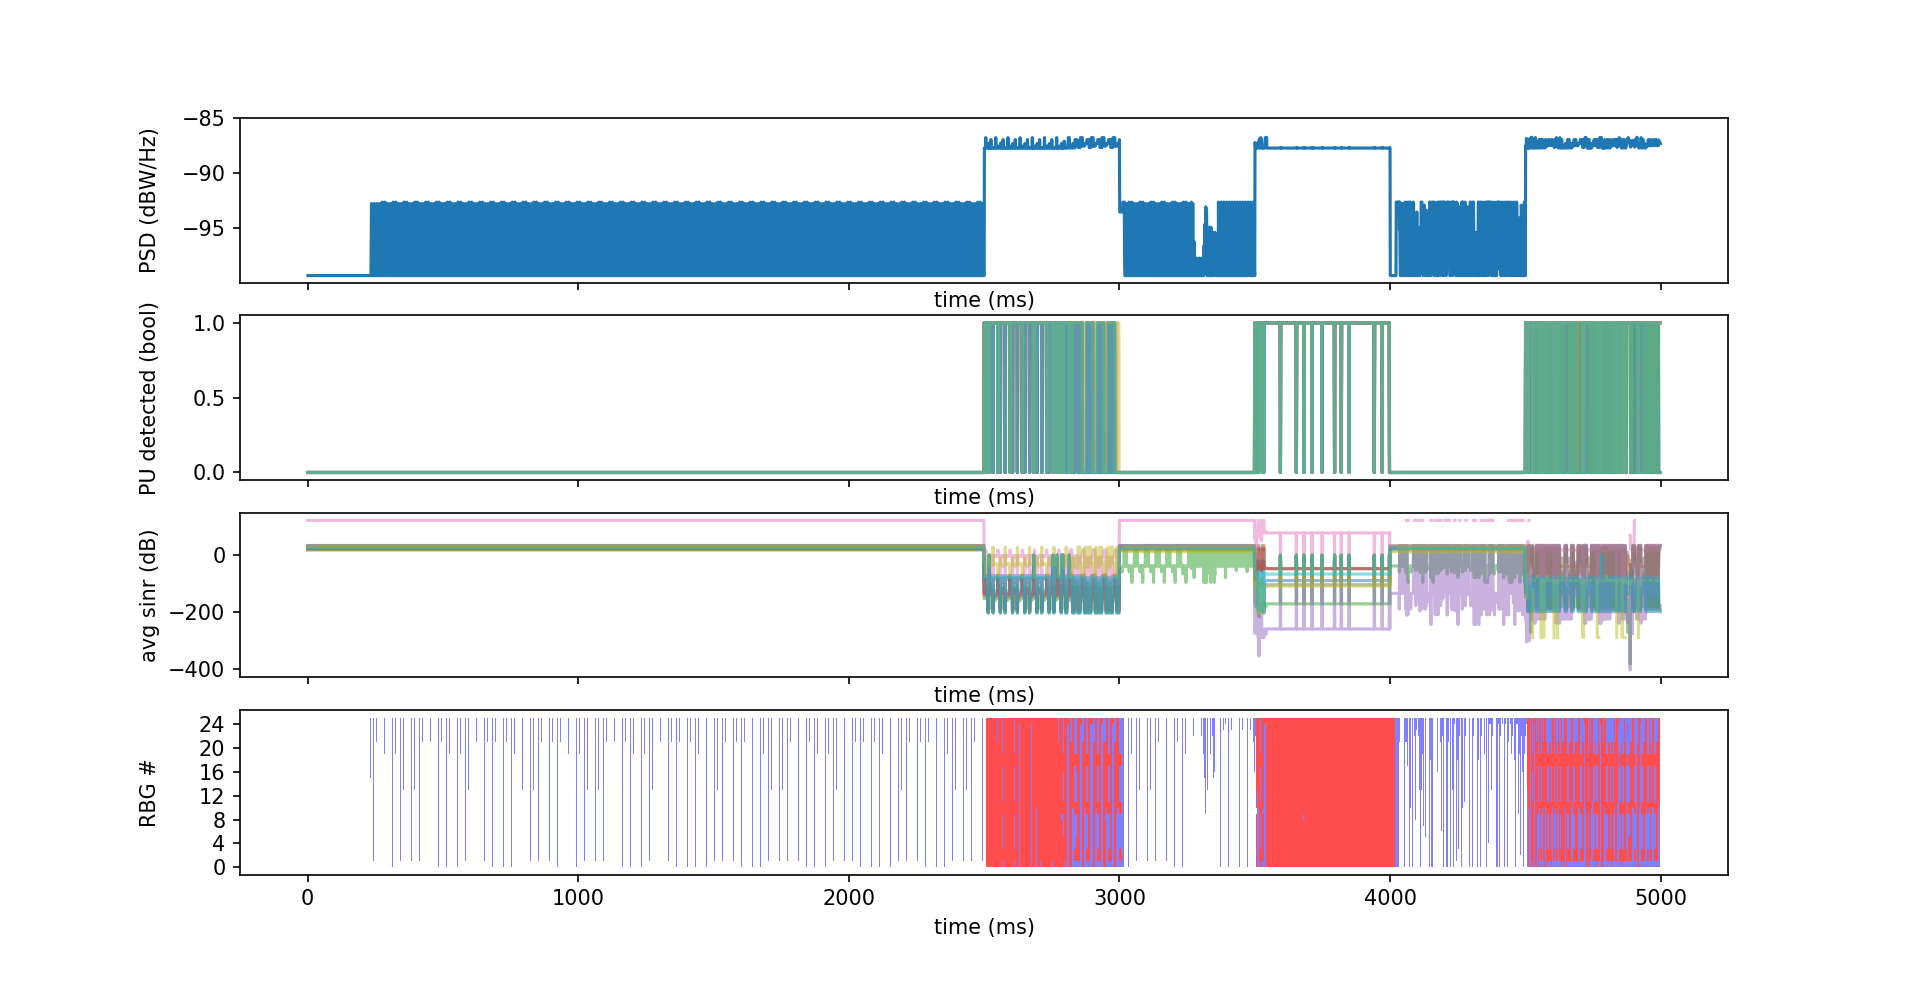 PSD (dBW/Hz)
−85
−90
−95
time (ms)
PU detected (bool)
1.0
0.5
0.0
time (ms)
avg sinr (dB)
0
−200
−400
time (ms)
RBG #
24
20
16
12
8
4
0
0 1000 2000 3000 4000 5000
time (ms)